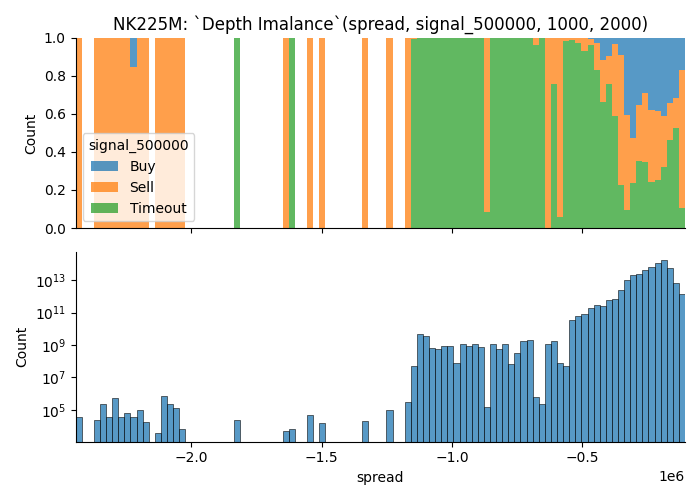 NK225M: `Depth Imalance`(spread, signal_500000, 1000, 2000)
1.0
0.8
0.6
0.4
0.2
0.0
Count
signal_500000
Buy
Sell
Timeout
10^13
10^11
10^9
10^7
10^5
Count
−2.0 −1.5 −1.0 −0.5
1e6
spread